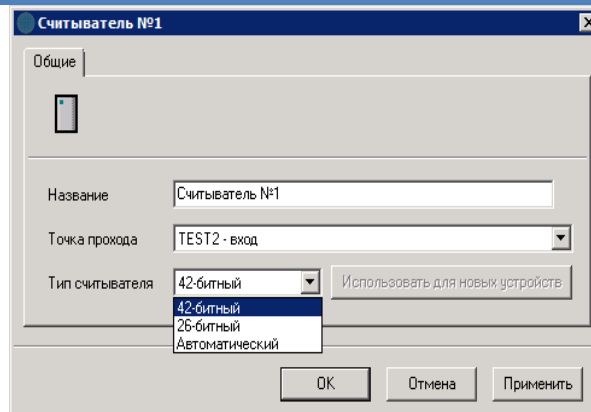 Считыватель №1
Общие
Название Считыватель №1
Точка прохода TEST2 - вход
Тип считывателя 42-битный Использовать для новых устройств
42-битный
26-битный
Автоматический
OK Отмена Применить